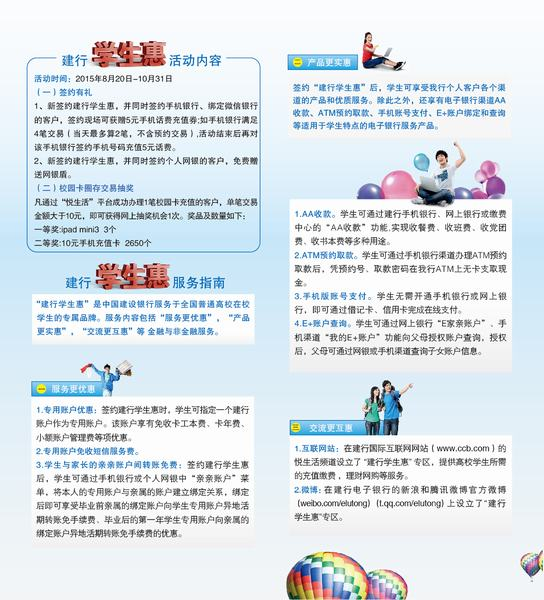 建行学生惠活动内容
活动时间：2015年8月20日-10月31日
（一）签约有礼
1、新签约建行学生惠，并同时签约手机银行、绑定微信银行
的客户，签约现场可获赠5元手机话费充值券；如手机银行满足
4笔交易（当天最多算2笔，不含预约交易），活动结束后再对
该手机银行签约手机号码充值5元话费。
2、新签约建行学生惠，并同时签约个人网银的客户，免费赠
送网银盾。
（二）校园卡圈存交易抽奖
凡通过“悦生活”平台成功办理1笔校园卡充值的客户，单笔交易
金额大于10元，即可获得网上抽奖机会1次。奖品及数量如下：
一等奖:ipad mini3 3个
二等奖:10元手机充值卡 2650个
建行学生惠服务指南
“建行学生惠”是中国建设银行服务于全国普通高校在校
学生的专属品牌。服务内容包括“服务更优惠”，“产品
更实惠”，“交流更互惠”等 金融与非金融服务。
一 服务更优惠
1.专用账户优惠：签约建行学生惠时，学生可指定一个建行
账户作为专用账户。该账户享有免收卡工本费、卡年费、
小额账户管理费等项优惠。
2.专用账户免收短信服务费。
3.学生与家长的亲亲账户间转账免费：签约建行学生惠
后，学生可通过手机银行或个人网银中“亲亲账户”菜
单，将本人的专用账户与亲属的账户建立绑定关系，绑定
后即可享受毕业前亲属的绑定账户向学生专用账户异地活
期转账免手续费、毕业后的第一年学生专用账户向亲属的
绑定账户异地活期转账免手续费的优惠。
二 产品更实惠
签约“建行学生惠”后，学生可享受我行个人客户各个渠
道的产品和优质服务。除此之外，还享有电子银行渠道AA
收款、ATM预约取款、手机账号支付、E+账户绑定和查询
等适用于学生特点的电子银行服务产品。
1.AA收款。学生可通过建行手机银行、网上银行或缴费
中心的“AA收款”功能,实现收餐费、收班费、收党团
费、收书本费等多种用途。
2.ATM预约取款。学生可通过手机银行渠道办理ATM预约
取款后，凭预约号、取款密码在我行ATM上无卡支取现
金。
3.手机版账号支付。学生无需开通手机银行或网上银
行，即可通过借记卡、信用卡完成在线支付。
4.E+账户查询。学生可通过网上银行“E家亲账户”、手
机渠道“我的E+账户”功能向父母授权账户查询，授权
后，父母可通过网银或手机渠道查询子女账户信息。
三 交流更互惠
1.互联网站：在建行国际互联网网站（www.ccb.com）的
悦生活频道设立了“建行学生惠”专区，提供高校学生所需
的充值缴费，理财网购等服务。
2.微博：在建行电子银行的新浪和腾讯微博官方微博
(weibo.com/elutong)（t.qq.com/elutong)上设立了“建行
学生惠”专区。